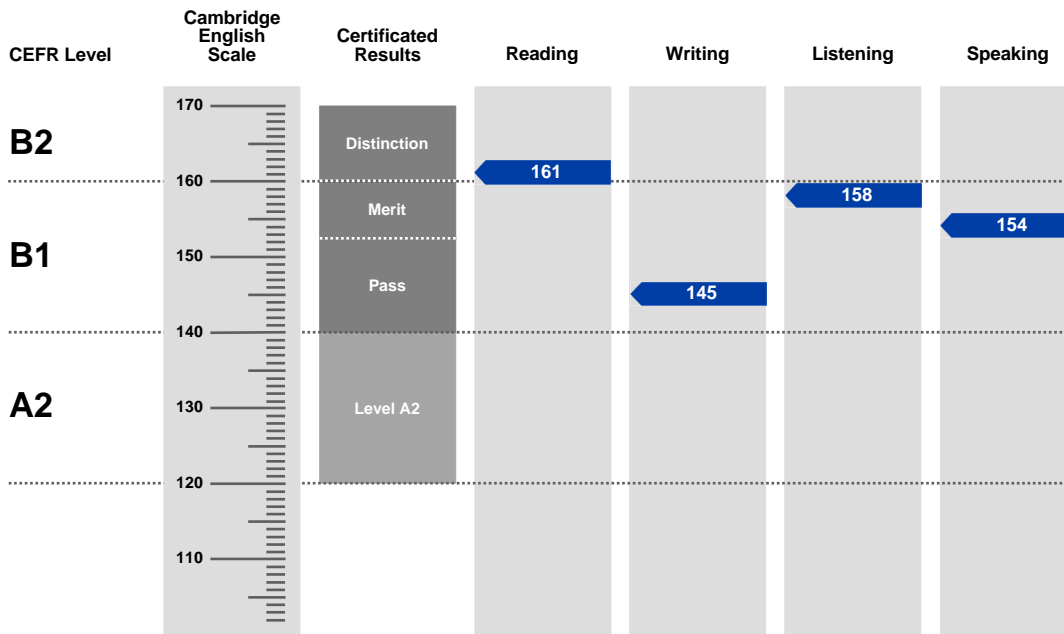 CEFR Level
Cambridge
English
Scale
Certificated
Results
Reading
Writing
Listening
Speaking
170
B2
Distinction
161
160
Merit
158
154
B1
150
Pass
145
140
A2
130
Level A2
120
110